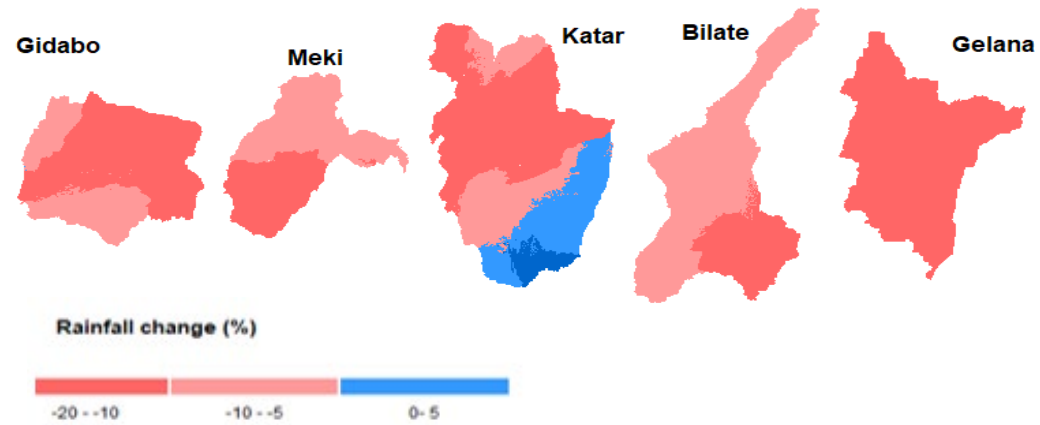 Gidabo
Meki
Katar
Bilate
Gelana
Rainfall change (%)
-20 - -10
-10 - -5
0- 5